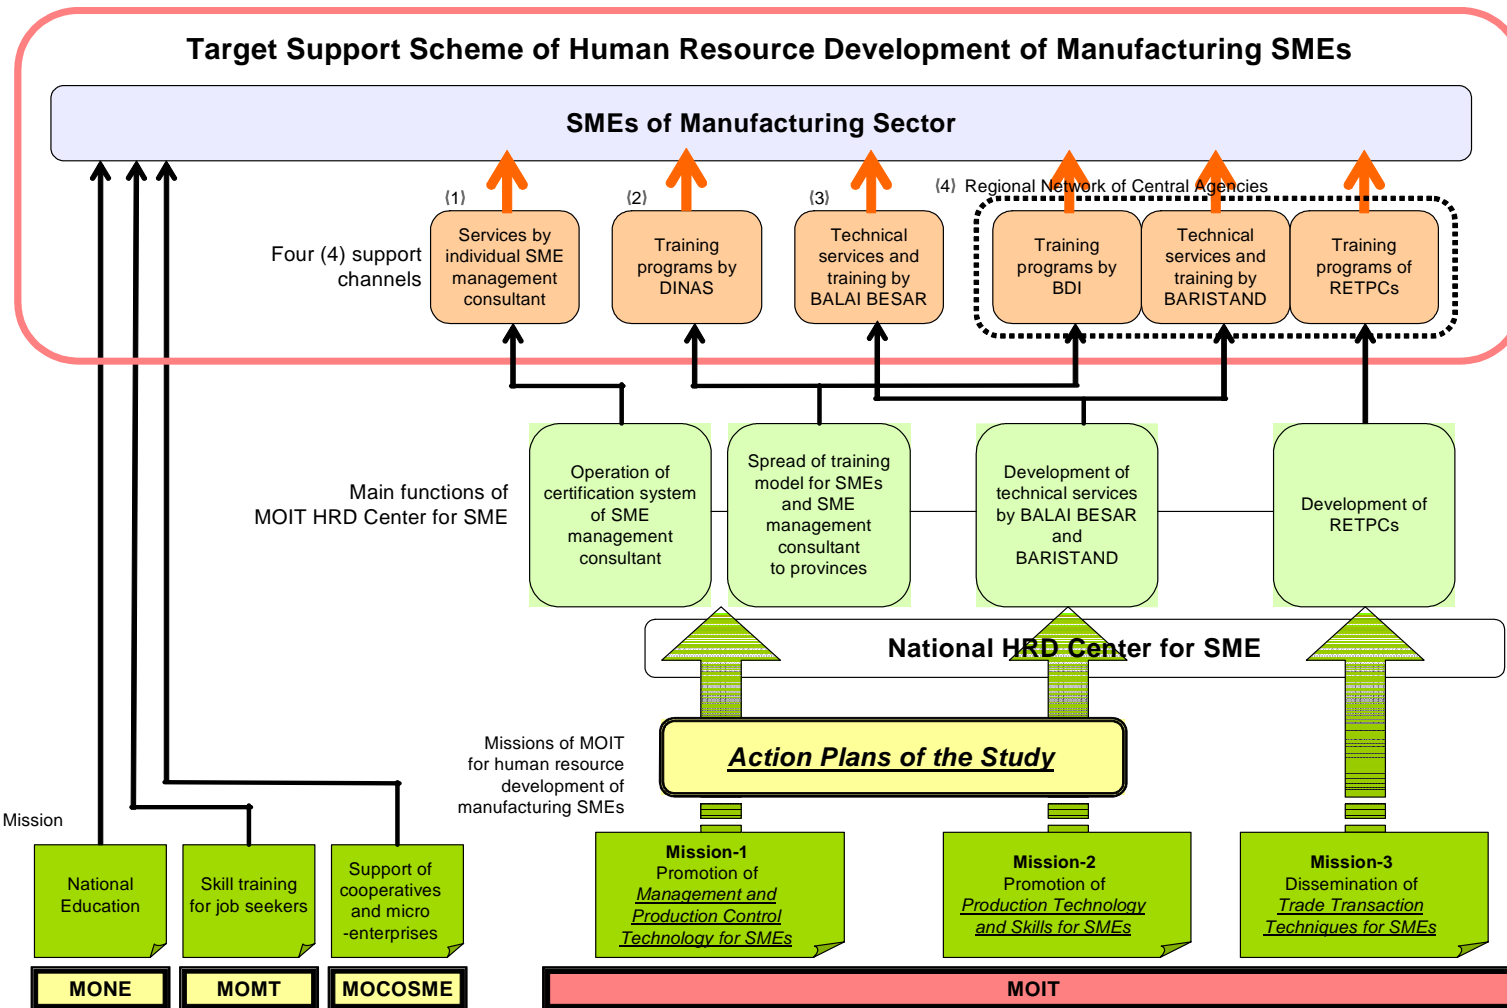 Target Support Scheme of Human Resource Development of Manufacturing SMEs
SMEs of Manufacturing Sector
(4) Regional Network of Central Agencies
(1)
(2)
(3)
Four (4) support
channels
Services by
individual SME
management
consultant
Training
programs by
DINAS
Technical
services and
training by
BALAI BESAR
Training
programs by
BDI
Technical
services and
training by
BARISTAND
Training
programs of
RETPCs
Main functions of
MOIT HRD Center for SME
Operation of
certification system
of SME
management
consultant
Spread of training
model for SMEs
and SME
management
consultant
to provinces
Development of
technical services
by BALAI BESAR
and
BARISTAND
Development of
RETPCs
National HRD Center for SME
Missions of MOIT
for human resource
development of
manufacturing SMEs
Action Plans of the Study
Mission
National
Education
Skill training
for job seekers
Support of
cooperatives
and micro
-enterprises
Mission-1
Promotion of
Management and
Production Control
Technology for SMEs
Mission-2
Promotion of
Production Technology
and Skills for SMEs
Mission-3
Dissemination of
Trade Transaction
Techniques for SMEs
MONE
MOMT
MOCOSME
MOIT